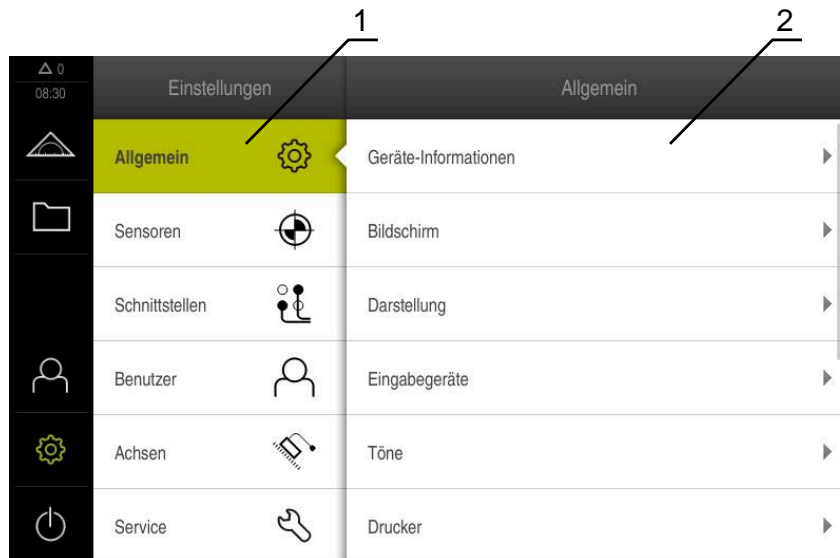 1
2
0
08:30
Einstellungen
Allgemein
Allgemein
Sensoren
Schnittstellen
Benutzer
Achsen
Service
Geräte-Informationen
Bildschirm
Darstellung
Eingabegeräte
Töne
Drucker